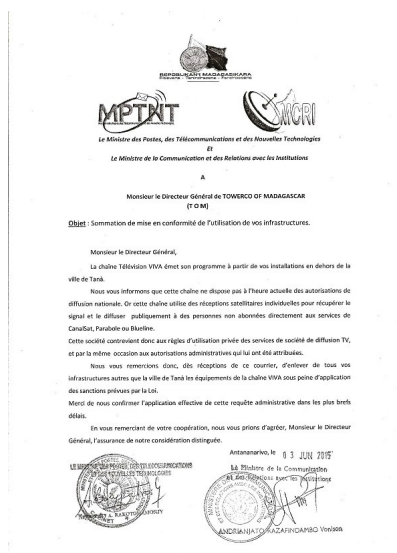 REPOBLIKAN'I MADAGASIKARA
Fitiavana - Tanindrazana - Fandrosoana
MPTNT
MCRI
Le Ministre des Postes, des Télécommunications et des Nouvelles Technologies
Et
Le Ministre de la Communication et des Relations avec les Institutions
A
Monsieur le Directeur Général de TOWERCO OF MADAGASCAR
(T O M)
Objet : Sommation de mise en conformité de l'utilisation de vos infrastructures.
Monsieur le Directeur Général,
La chaîne Télévision VIVA émet son programme à partir de vos installations en dehors de la
ville de Tanà.
Nous vous informons que cette chaîne ne dispose pas à l'heure actuelle des autorisations de
diffusion nationale. Or cette chaîne utilise des réceptions satellitaires individuelles pour récupérer le
signal et le diffuser publiquement à des personnes non abonnées directement aux services de
CanalSat, Parabole ou Blueline.
Cette société contrevient donc aux règles d'utilisation privée des services de société de diffusion TV,
et par la même occasion aux autorisations administratives qui lui ont été attribuées.
Nous vous remercions donc, dès réceptions de ce courrier, d'enlever de tous vos
infrastructures autres que la ville de Tanà les équipements de la chaîne VIVA sous peine d'application
des sanctions prévues par la Loi.
Merci de nous confirmer l'application effective de cette requête administrative dans les plus brefs
délais.
En vous remerciant de votre coopération, nous vous prions d'agréer, Monsieur le Directeur
Général, l'assurance de notre considération distinguée.
Antananarivo, le 03 JUN 2015
LE MINISTRE DES POSTES, DES TELECOMMUNICATIONS
ET DES NOUVELLES TECHNOLOGIES
La Ministre de la Communication
et des Relations avec les Institutions
CABINET
ANDRIANJATO RAZAFINDAMBO Vonison